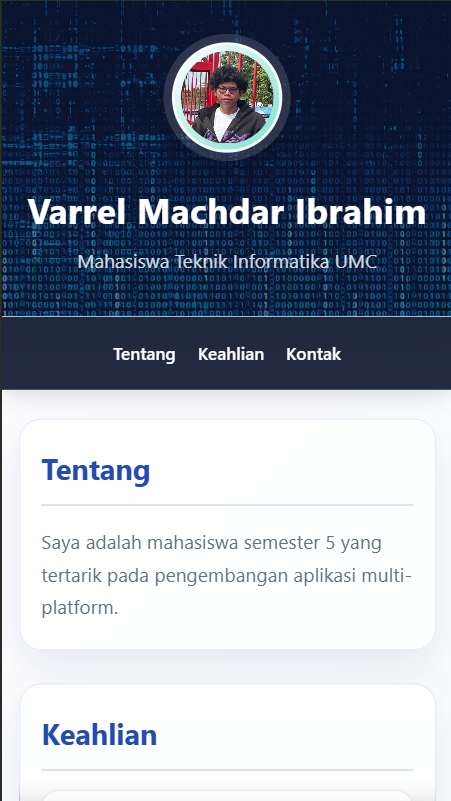 Varrel Machdar Ibrahim
Mahasiswa Teknik Informatika UMC
Tentang Keahlian Kontak
Tentang
Saya adalah mahasiswa semester 5 yang
tertarik pada pengembangan aplikasi multi-
platform.
Keahlian